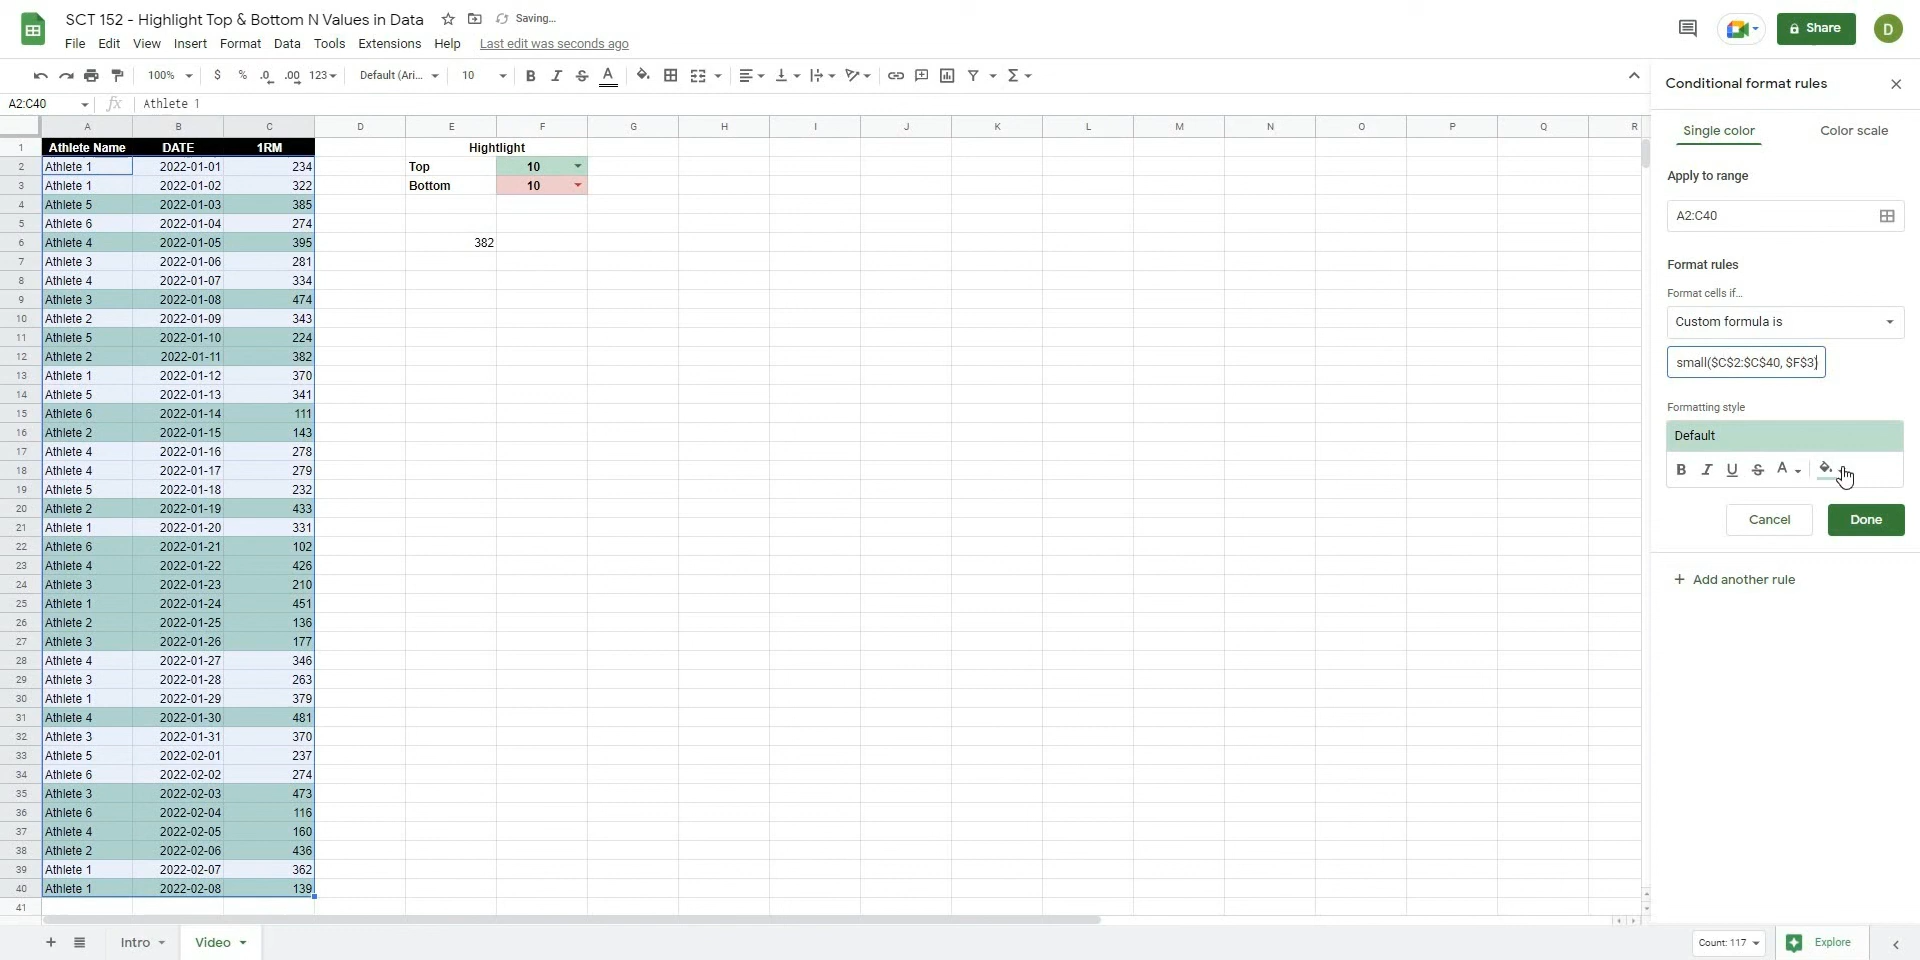 SCT 152 - Highlight Top & Bottom N Values in Data Saving...
File Edit View Insert Format Data Tools Extensions Help Last edit was seconds ago
Share
D
100% $ % .0 .00 123 Default (Ari... 10 B I S A
A2:C40 fx Athlete 1
A B C D E F G H I J K L M N O P Q R
1 Athlete Name DATE 1RM Hightlight
2 Athlete 1 2022-01-01 234 Top 10
3 Athlete 1 2022-01-02 322 Bottom 10
4 Athlete 5 2022-01-03 385
5 Athlete 6 2022-01-04 274
6 Athlete 4 2022-01-05 395 382
7 Athlete 3 2022-01-06 281
8 Athlete 4 2022-01-07 334
9 Athlete 3 2022-01-08 474
10 Athlete 2 2022-01-09 343
11 Athlete 5 2022-01-10 224
12 Athlete 2 2022-01-11 382
13 Athlete 1 2022-01-12 370
14 Athlete 5 2022-01-13 341
15 Athlete 6 2022-01-14 111
16 Athlete 2 2022-01-15 143
17 Athlete 4 2022-01-16 278
18 Athlete 4 2022-01-17 279
19 Athlete 5 2022-01-18 232
20 Athlete 2 2022-01-19 433
21 Athlete 1 2022-01-20 331
22 Athlete 6 2022-01-21 102
23 Athlete 4 2022-01-22 426
24 Athlete 3 2022-01-23 210
25 Athlete 1 2022-01-24 451
26 Athlete 2 2022-01-25 136
27 Athlete 3 2022-01-26 177
28 Athlete 4 2022-01-27 346
29 Athlete 3 2022-01-28 263
30 Athlete 1 2022-01-29 379
31 Athlete 4 2022-01-30 481
32 Athlete 3 2022-01-31 370
33 Athlete 5 2022-02-01 237
34 Athlete 6 2022-02-02 274
35 Athlete 3 2022-02-03 473
36 Athlete 6 2022-02-04 116
37 Athlete 4 2022-02-05 160
38 Athlete 2 2022-02-06 436
39 Athlete 1 2022-02-07 362
40 Athlete 1 2022-02-08 139
41
Conditional format rules
Single color Color scale
Apply to range
A2:C40
Format rules
Format cells if...
Custom formula is
small($C$2:$C$40, $F$3)
Formatting style
Default
B I U S A
Cancel Done
+ Add another rule
Intro Video
Count: 117 Explore